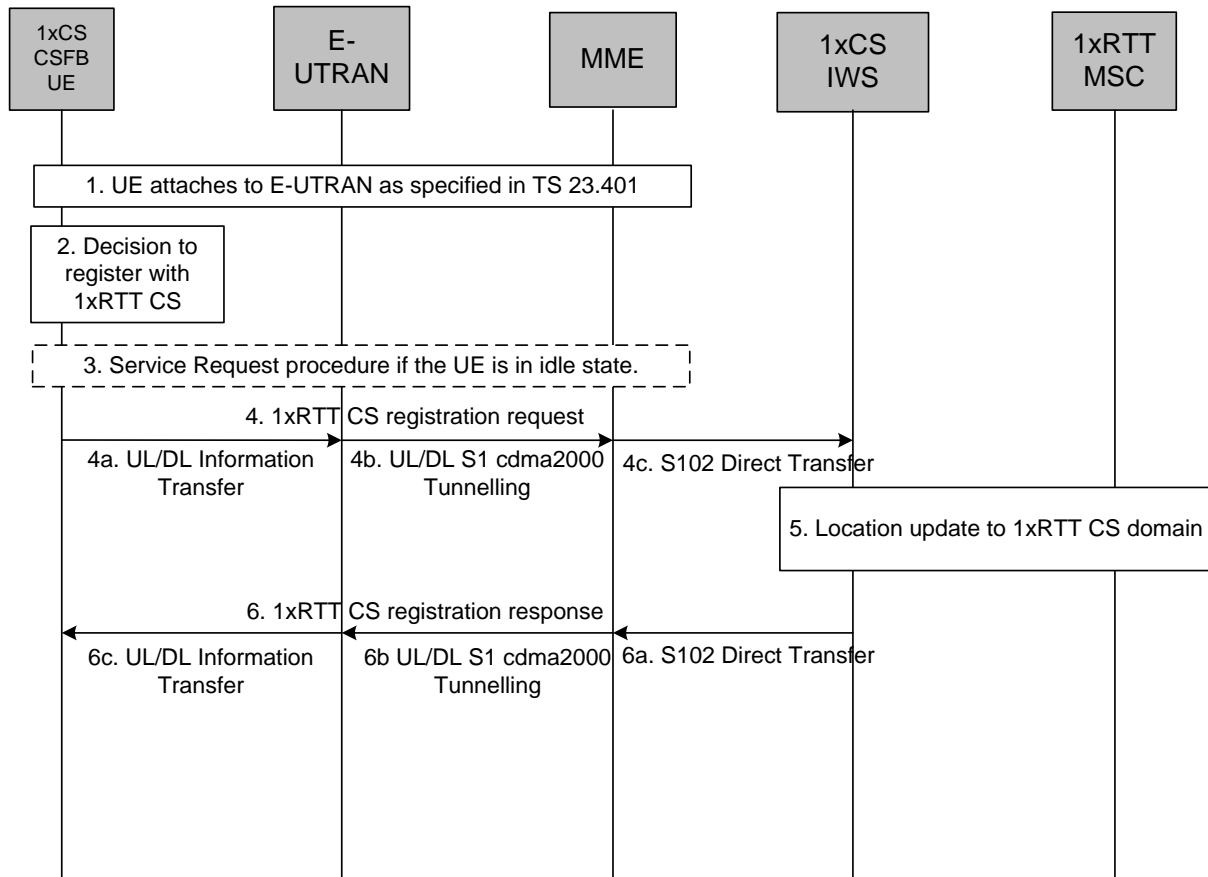 1xCS
CSFB
UE
E-
UTRAN
MME
1xCS
IWS
1xRTT
MSC
1. UE attaches to E-UTRAN as specified in TS 23.401
2. Decision to
register with
1xRTT CS
3. Service Request procedure if the UE is in idle state.
4. 1xRTT CS registration request
4a. UL/DL Information
Transfer
4b. UL/DL S1 cdma2000
Tunnelling
4c. S102 Direct Transfer
5. Location update to 1xRTT CS domain
6. 1xRTT CS registration response
6c. UL/DL Information
Transfer
6b UL/DL S1 cdma2000
Tunnelling
6a. S102 Direct Transfer